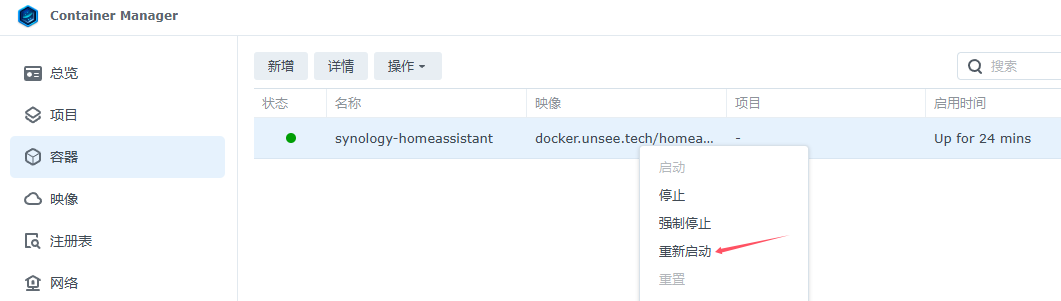 Container Manager
总览
项目
容器
映像
注册表
网络
新增 详情 操作
搜索
状态 名称 映像 项目 启用时间
synology-homeassistant docker.unsee.tech/homea... - Up for 24 mins
启动
停止
强制停止
重新启动
重置